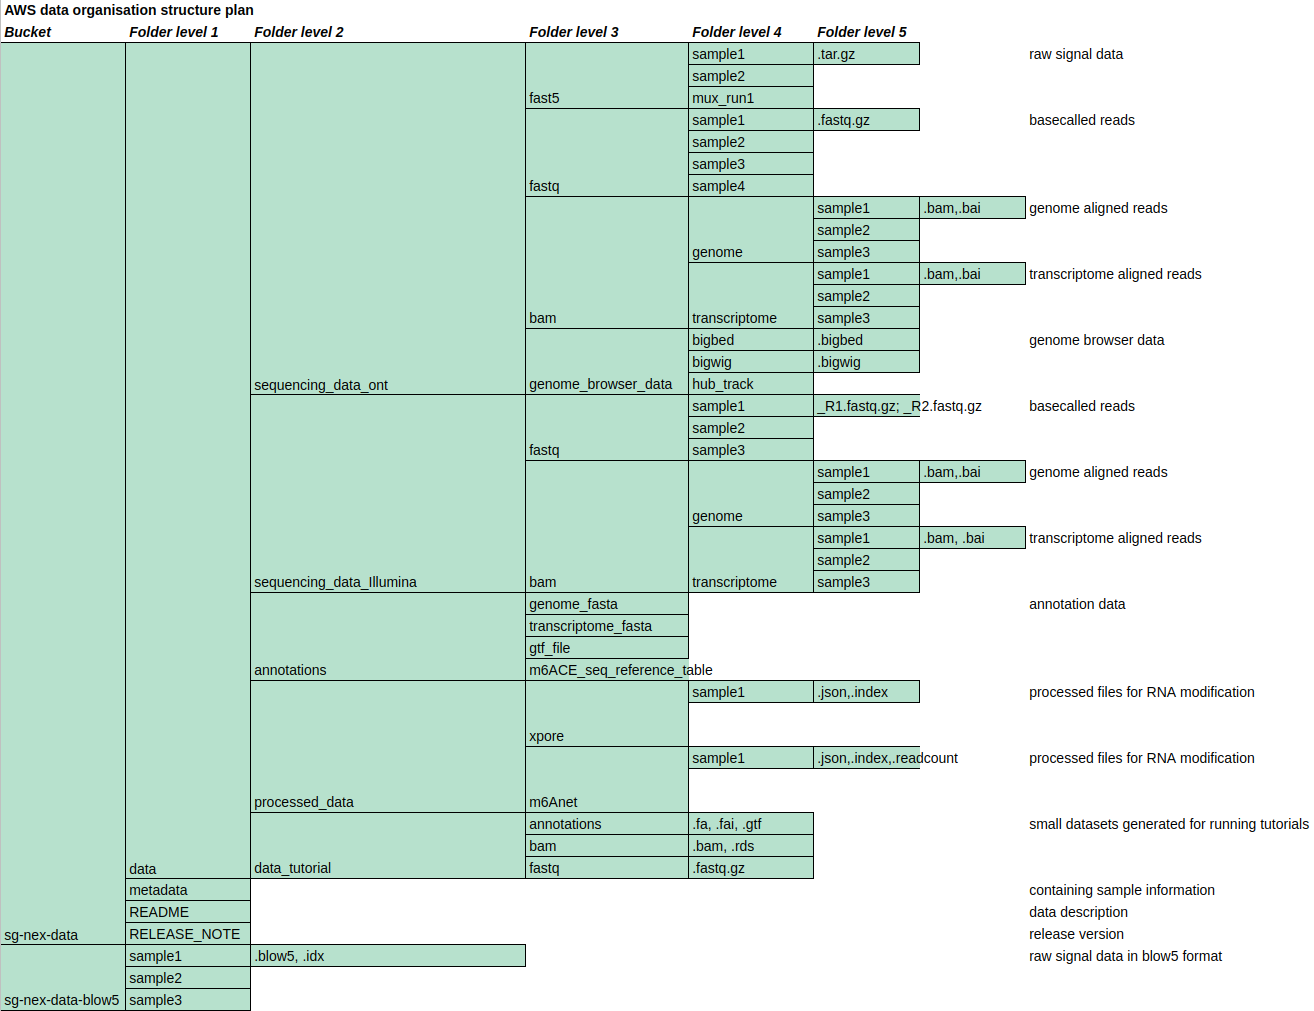 AWS data organisation structure plan
Bucket Folder level 1 Folder level 2 Folder level 3 Folder level 4 Folder level 5
sample1 .tar.gz raw signal data
sample2
fast5 mux_run1
sample1 .fastq.gz basecalled reads
sample2
sample3
fastq sample4
sample1 .bam,.bai genome aligned reads
sample2
genome sample3
sample1 .bam,.bai transcriptome aligned reads
sample2
bam transcriptome sample3
bigbed .bigbed genome browser data
bigwig .bigwig
sequencing_data_ont genome_browser_data hub_track
sample1 _R1.fastq.gz; _R2.fastq.gz basecalled reads
sample2
fastq sample3
sample1 .bam,.bai genome aligned reads
sample2
genome sample3
sample1 .bam, .bai transcriptome aligned reads
sample2
sequencing_data_Illumina bam transcriptome sample3
genome_fasta annotation data
transcriptome_fasta
gtf_file
annotations m6ACE_seq_reference_table
sample1 .json,.index processed files for RNA modification
xpore
sample1 .json,.index,.readcount processed files for RNA modification
processed_data m6Anet
annotations .fa, .fai, .gtf small datasets generated for running tutorials
bam .bam, .rds
data data_tutorial fastq .fastq.gz
metadata containing sample information
README data description
sg-nex-data RELEASE_NOTE release version
sample1 .blow5, .idx raw signal data in blow5 format
sample2
sg-nex-data-blow5 sample3